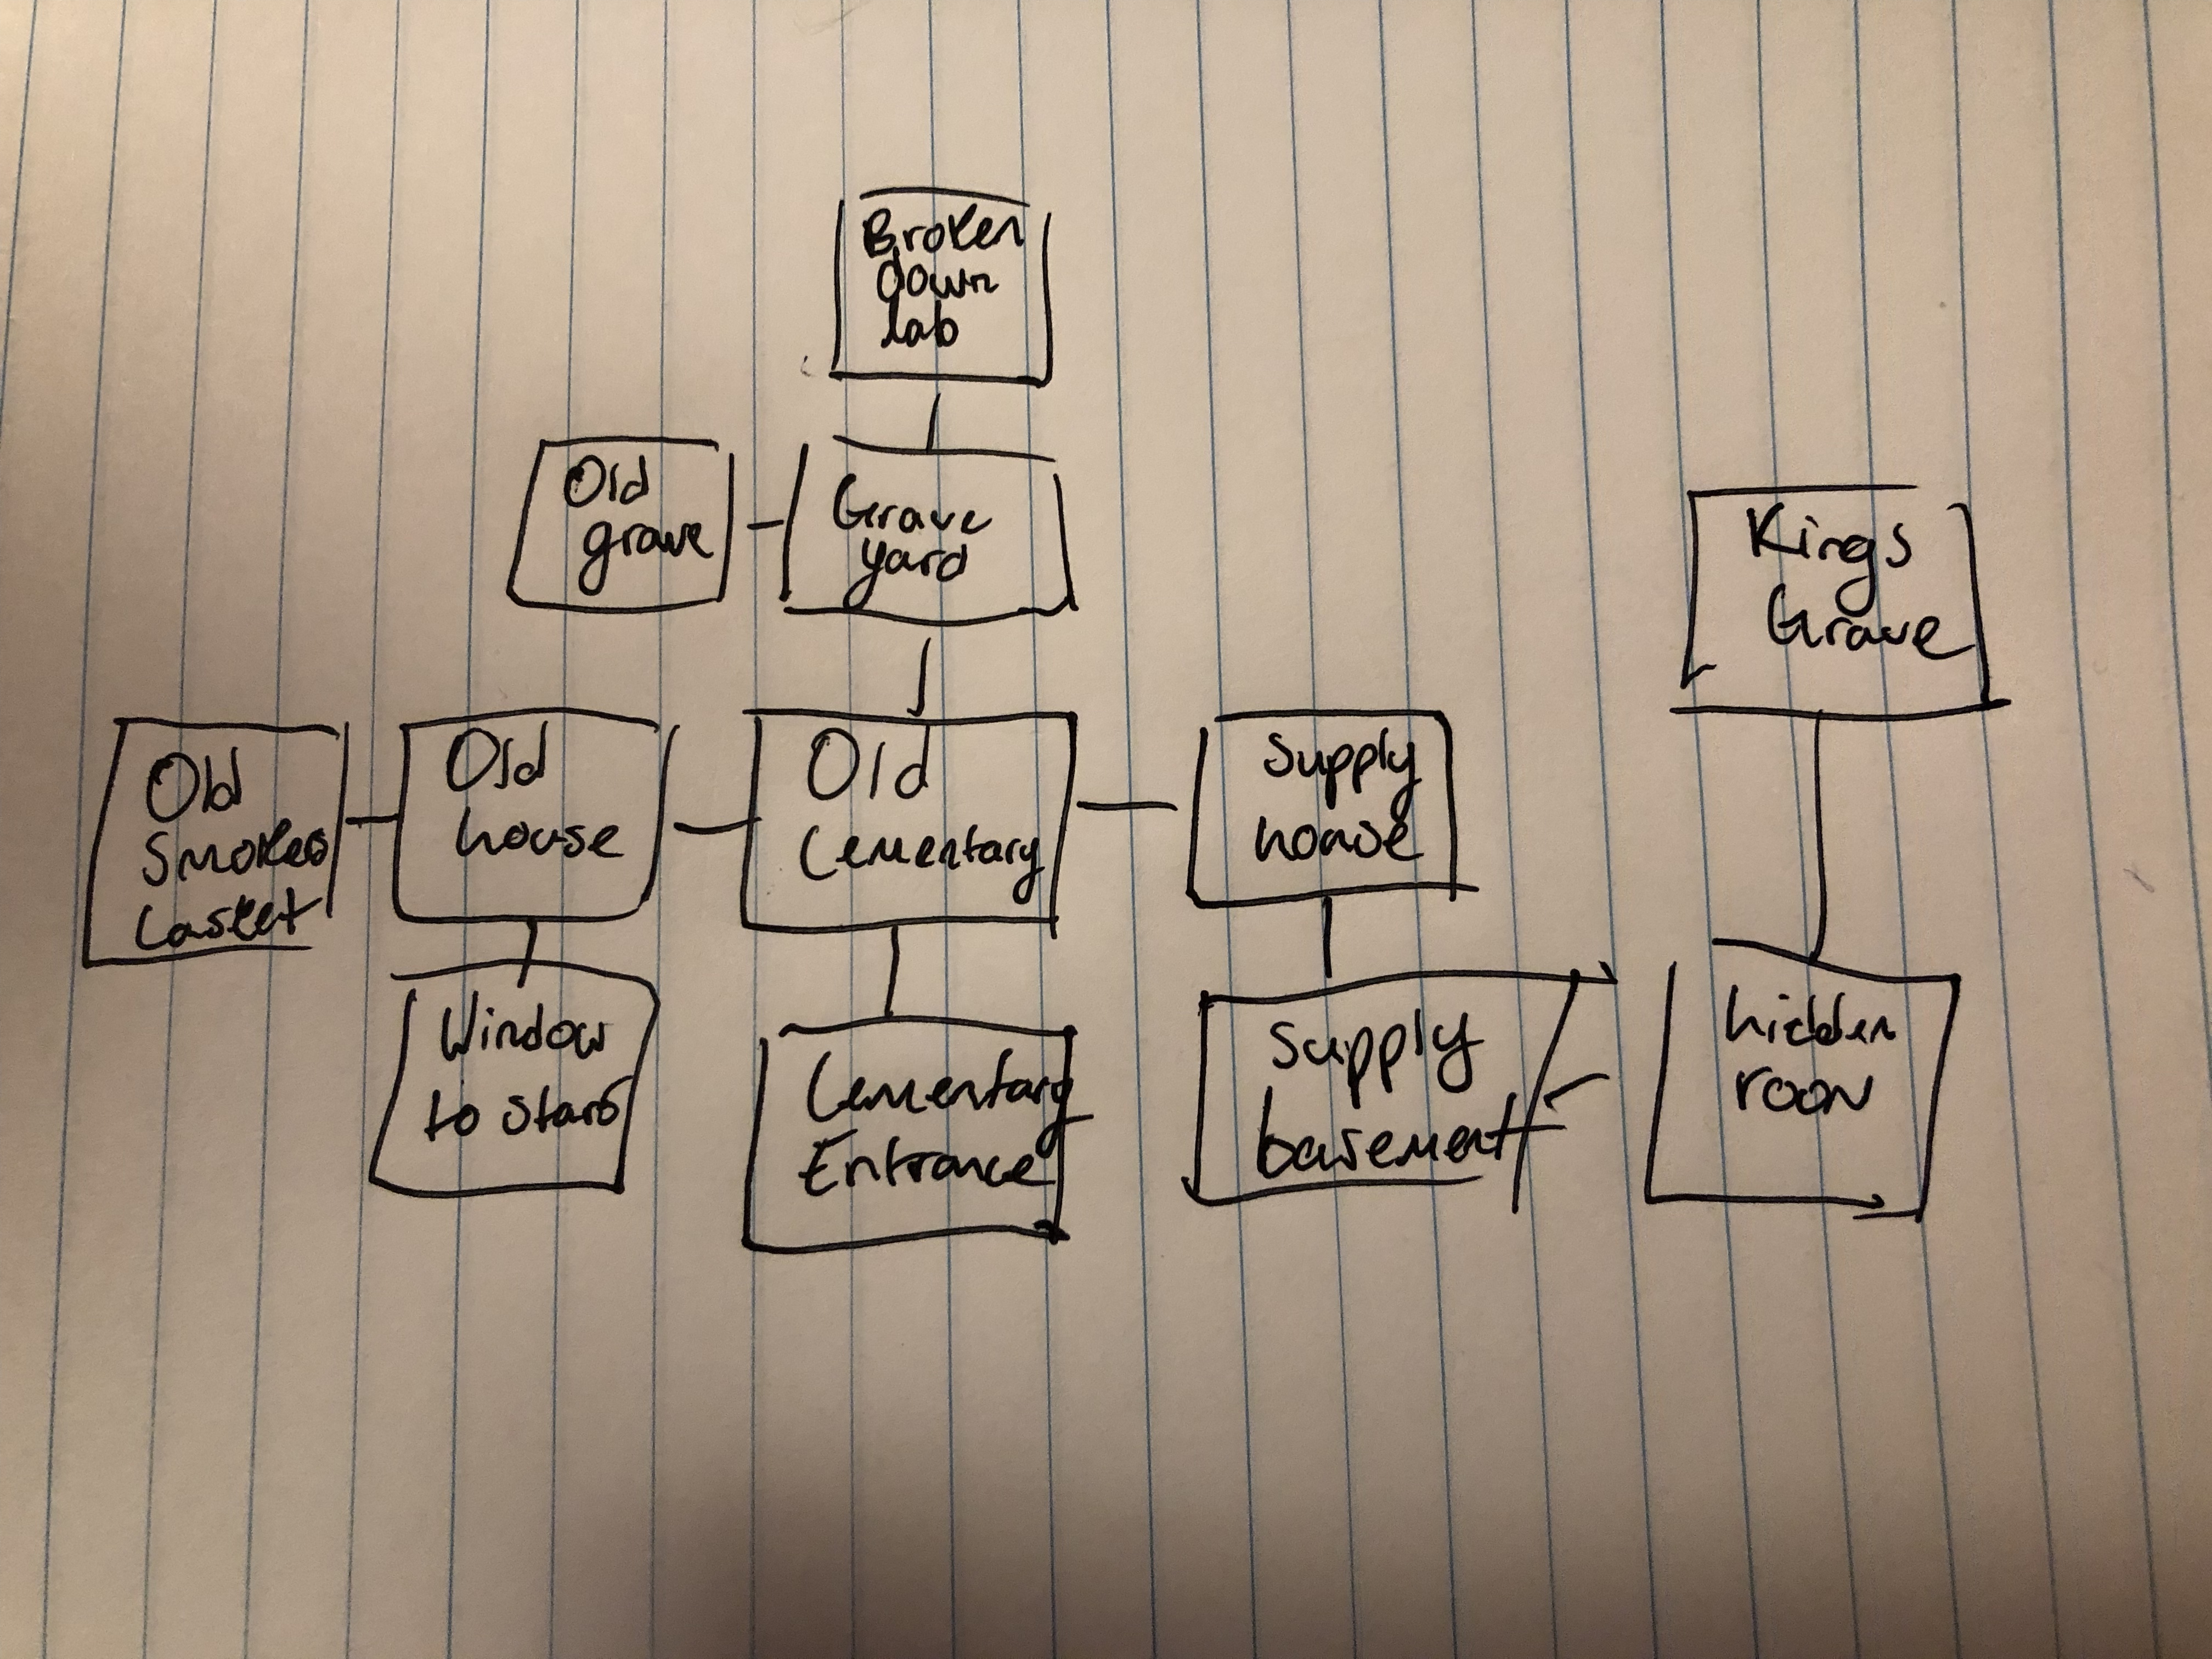 Broken
down
lab
Old
grave
Grave
yard
Kings
Grave
Old
Smokes
Casket
Old
house
Old
Cementary
Supply
house
Window
to stars
Cementary
Entrance
Supply
basement
hidden
room